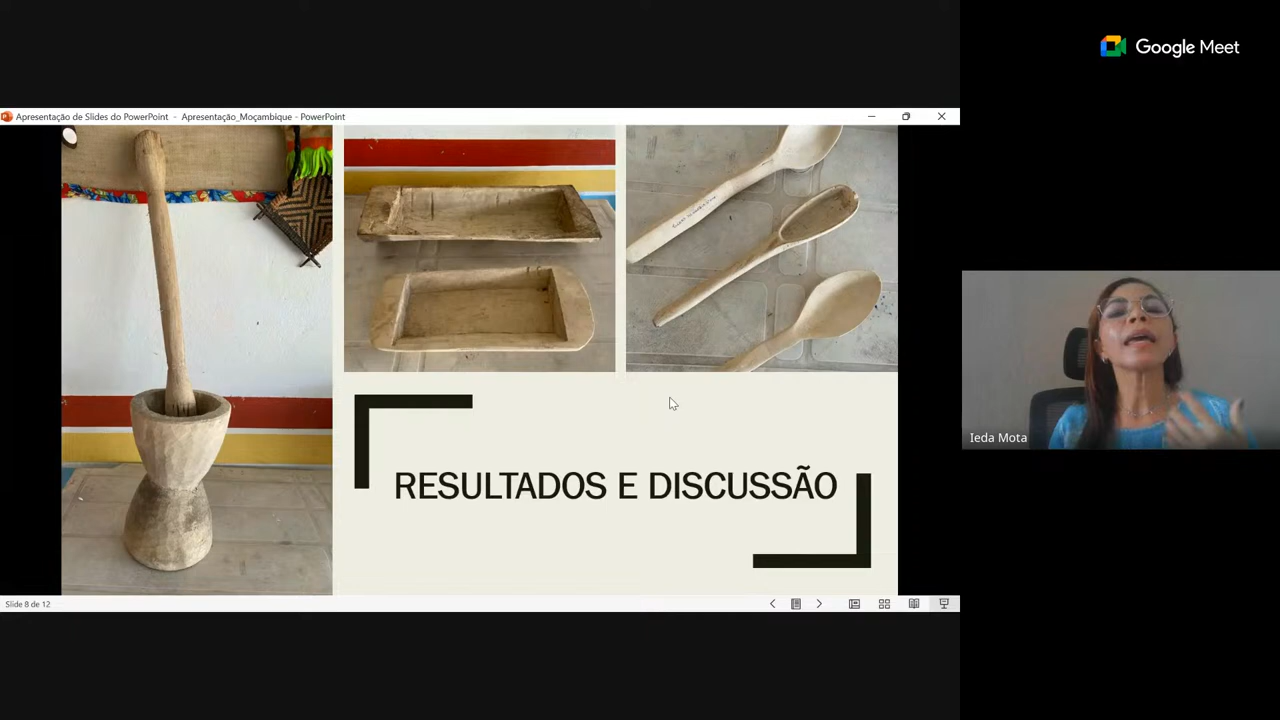 Google Meet
Apresentação de Slides do PowerPoint - Apresentação_Moçambique - PowerPoint
RESULTADOS E DISCUSSÃO
Ieda Mota
Slide 8 de 12